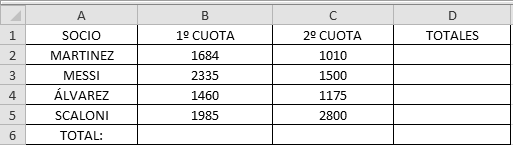 A B C D
1 SOCIO 1º CUOTA 2º CUOTA TOTALES
2 MARTINEZ 1684 1010
3 MESSI 2335 1500
4 ÁLVAREZ 1460 1175
5 SCALONI 1985 2800
6 TOTAL: